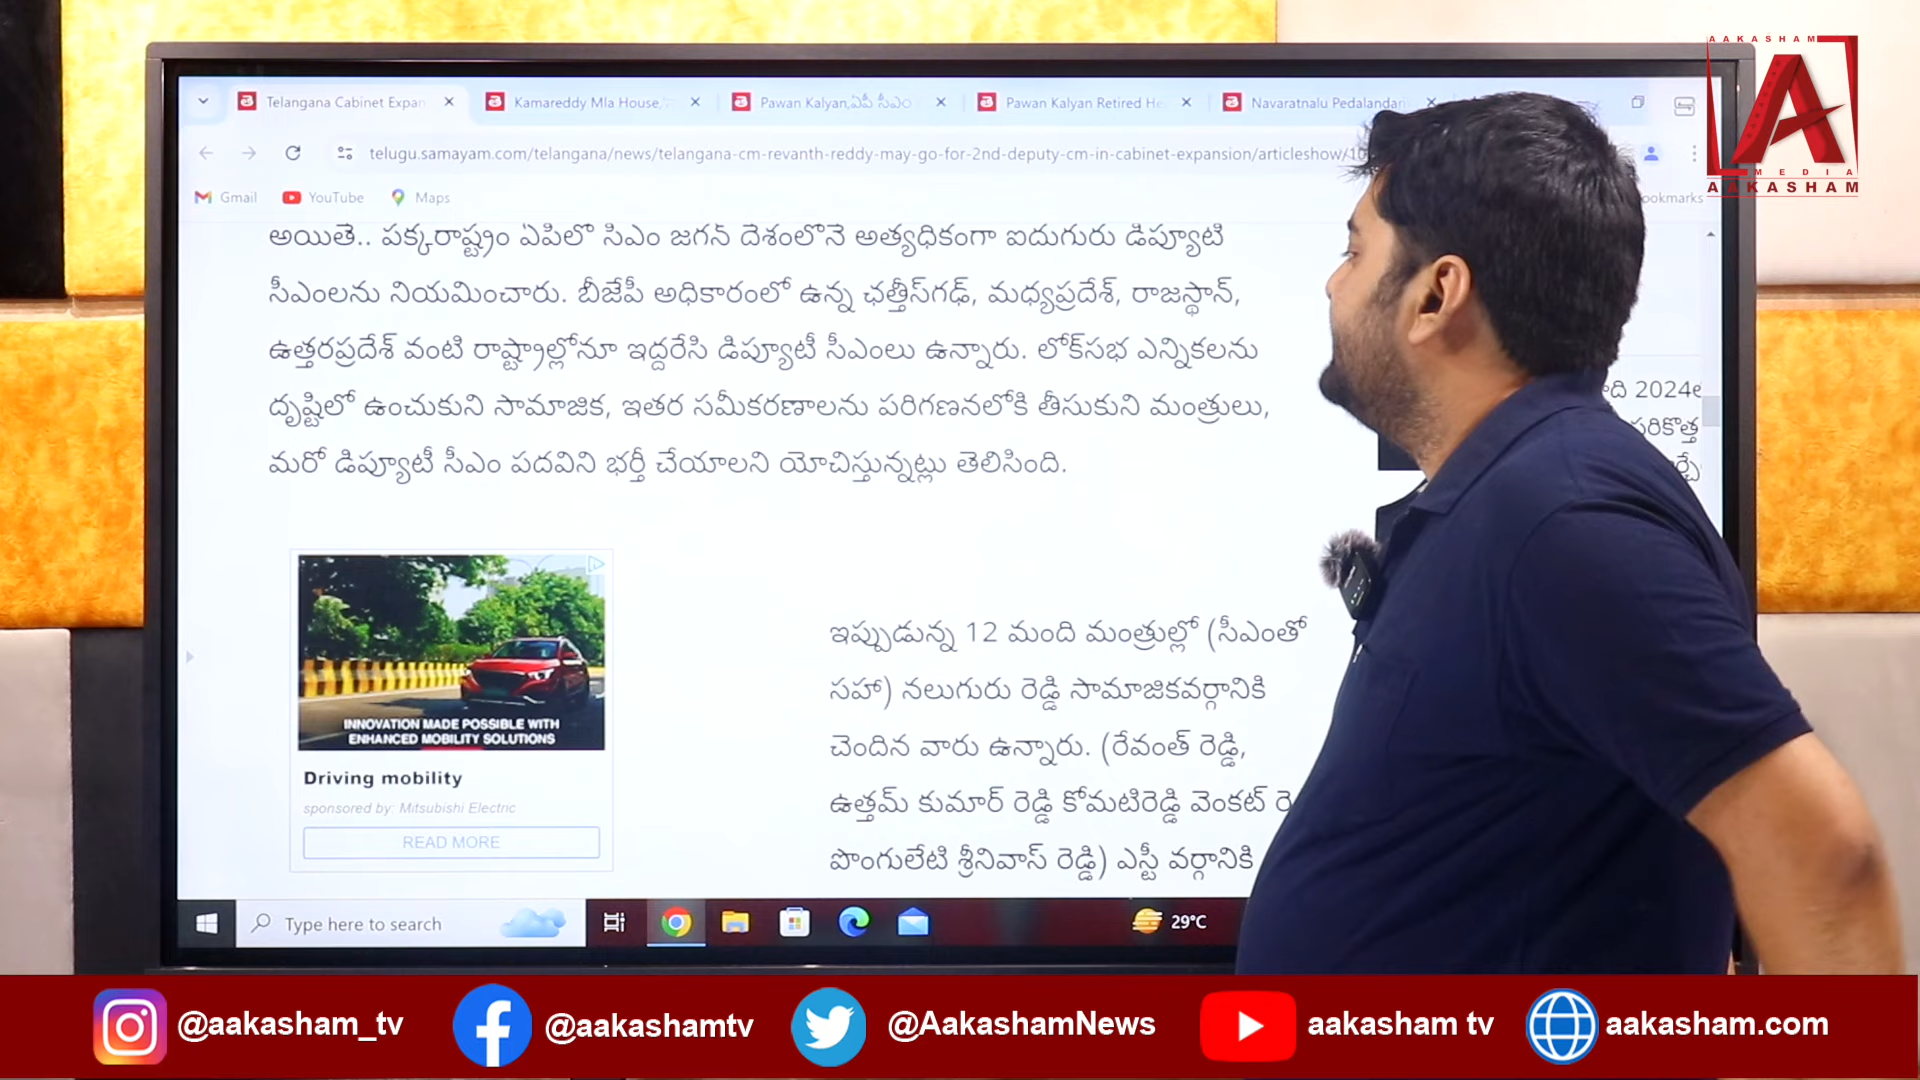 AAKASHAM
MEDIA
AAKASHAM
Telangana Cabinet Expan
Kamareddy Mla House,
Pawan Kalyan,ఏపీ సీఎం
Pawan Kalyan Retired He
Navaratnalu Pedalandar
telugu.samayam.com/telangana/news/telangana-cm-revanth-reddy-may-go-for-2nd-deputy-cm-in-cabinet-expansion/articleshow/10
Gmail
YouTube
Maps
ookmarks
అయితే.. పక్కరాష్ట్రం ఏపీలో సీఎం జగన్ దేశంలోనే అత్యధికంగా ఐదుగురు డిప్యూటీ
సీఎంలను నియమించారు. బీజేపీ అధికారంలో ఉన్న ఛత్తీస్‌గఢ్, మధ్యప్రదేశ్, రాజస్థాన్,
ఉత్తరప్రదేశ్ వంటి రాష్ట్రాల్లోనూ ఇద్దరేసి డిప్యూటీ సీఎంలు ఉన్నారు. లోక్‌సభ ఎన్నికలను
దృష్టిలో ఉంచుకుని సామాజిక, ఇతర సమీకరణాలను పరిగణనలోకి తీసుకుని మంత్రులు,
మరో డిప్యూటీ సీఎం పదవిని భర్తీ చేయాలని యోచిస్తున్నట్లు తెలిసింది.
ాది 2024
సరికొత్త
INNOVATION MADE POSSIBLE WITH
ENHANCED MOBILITY SOLUTIONS
Driving mobility
sponsored by: Mitsubishi Electric
READ MORE
ఇప్పుడున్న 12 మంది మంత్రుల్లో (సీఎంతో
సహా) నలుగురు రెడ్డి సామాజికవర్గానికి
చెందిన వారు ఉన్నారు. (రేవంత్ రెడ్డి,
ఉత్తమ్ కుమార్ రెడ్డి కోమటిరెడ్డి వెంకట్ రె
పొంగులేటి శ్రీనివాస్ రెడ్డి) ఎస్టీ వర్గానికి
Type here to search
29°C
@aakasham_tv
@aakashamtv
@AakashamNews
aakasham tv
aakasham.com